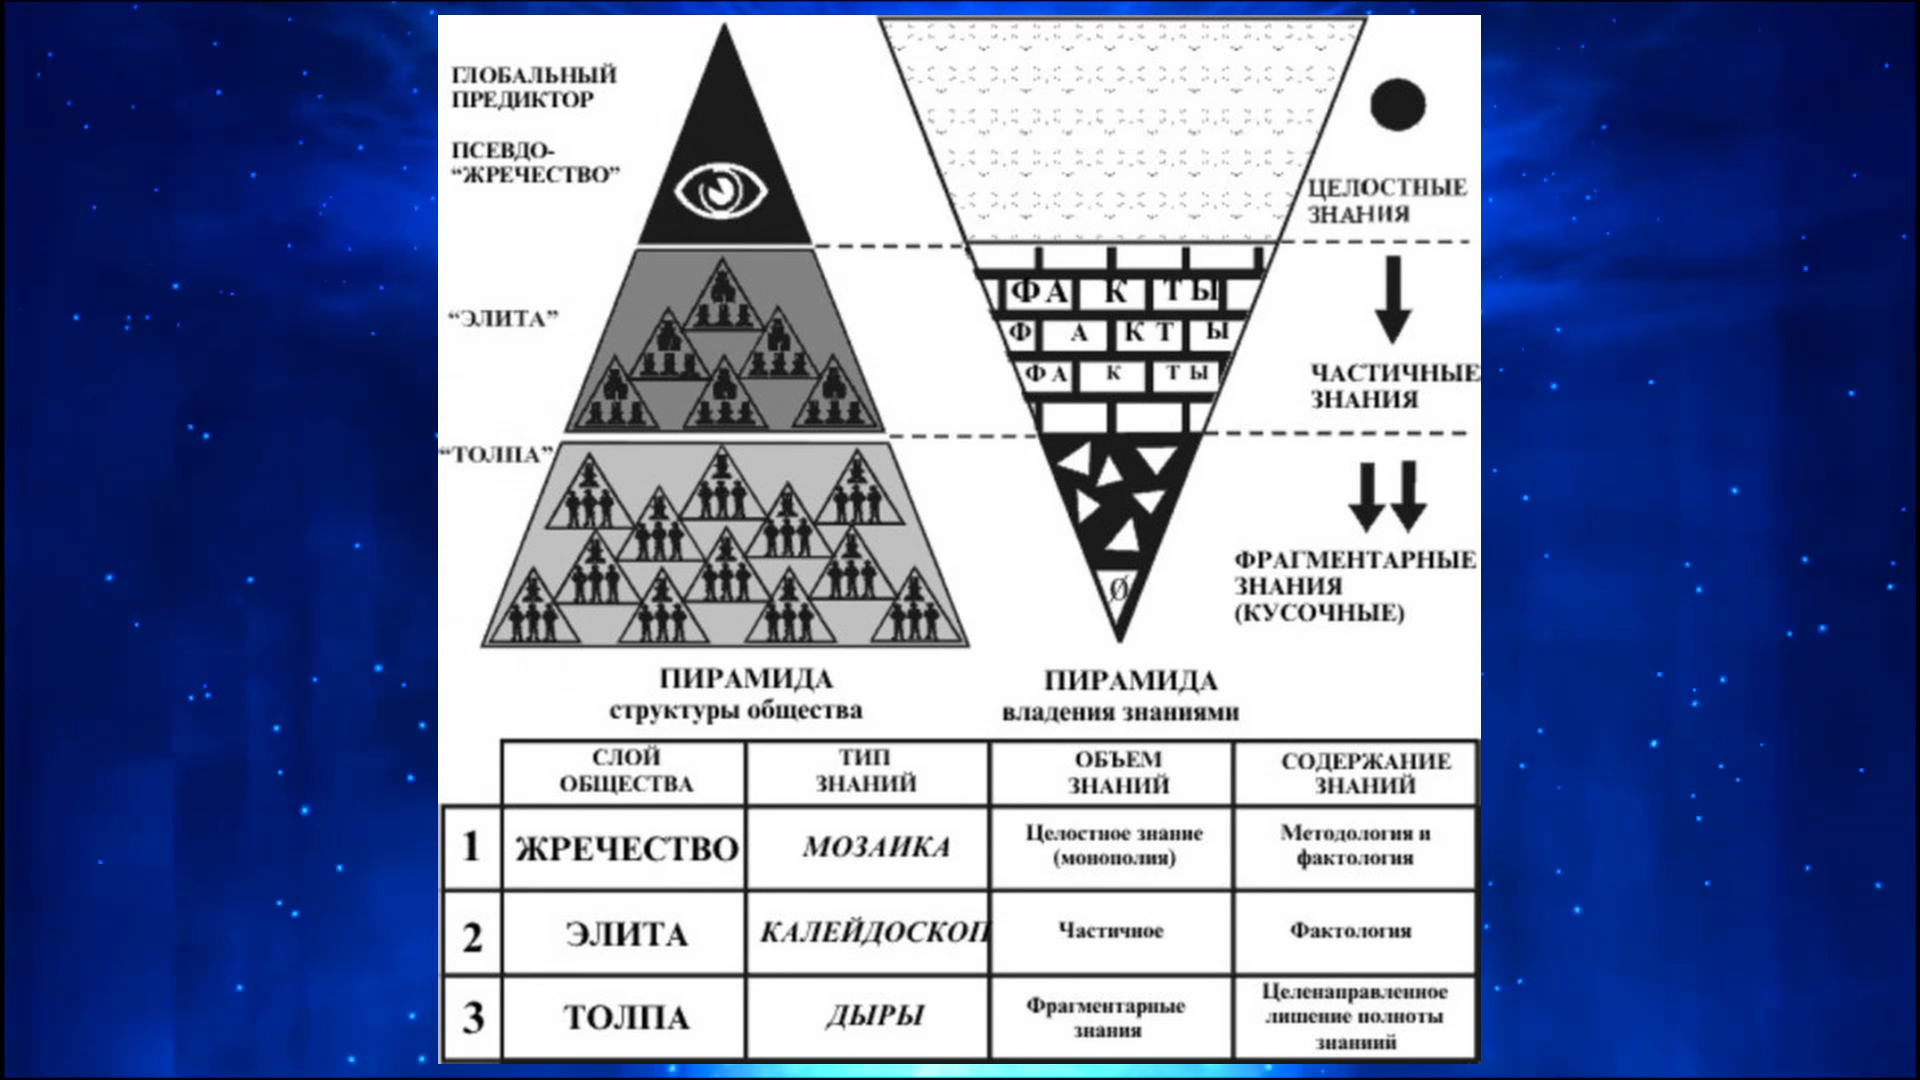 ГЛОБАЛЬНЫЙ
ПРЕДИКТОР
ПСЕВДО-
“ЖРЕЧЕСТВО”
“ЭЛИТА”
“ТОЛПА”
ЦЕЛОСТНЫЕ
ЗНАНИЯ
ФА К ТЫ
Ф А К Т Ы
ФА К Т Ы
ЧАСТИЧНЫЕ
ЗНАНИЯ
Ø
ФРАГМЕНТАРНЫЕ
ЗНАНИЯ
(КУСОЧНЫЕ)
ПИРАМИДА
структуры общества
ПИРАМИДА
владения знаниями
СЛОЙ
ОБЩЕСТВА
ТИП
ЗНАНИЙ
ОБЪЕМ
ЗНАНИЙ
СОДЕРЖАНИЕ
ЗНАНИЙ
1
ЖРЕЧЕСТВО
МОЗАИКА
Целостное знание
(монополия)
Методология и
фактология
2
ЭЛИТА
КАЛЕЙДОСКОП
Частичное
Фактология
3
ТОЛПА
ДЫРЫ
Фрагментарные
знания
Целенаправленное
лишение полноты
знаниий